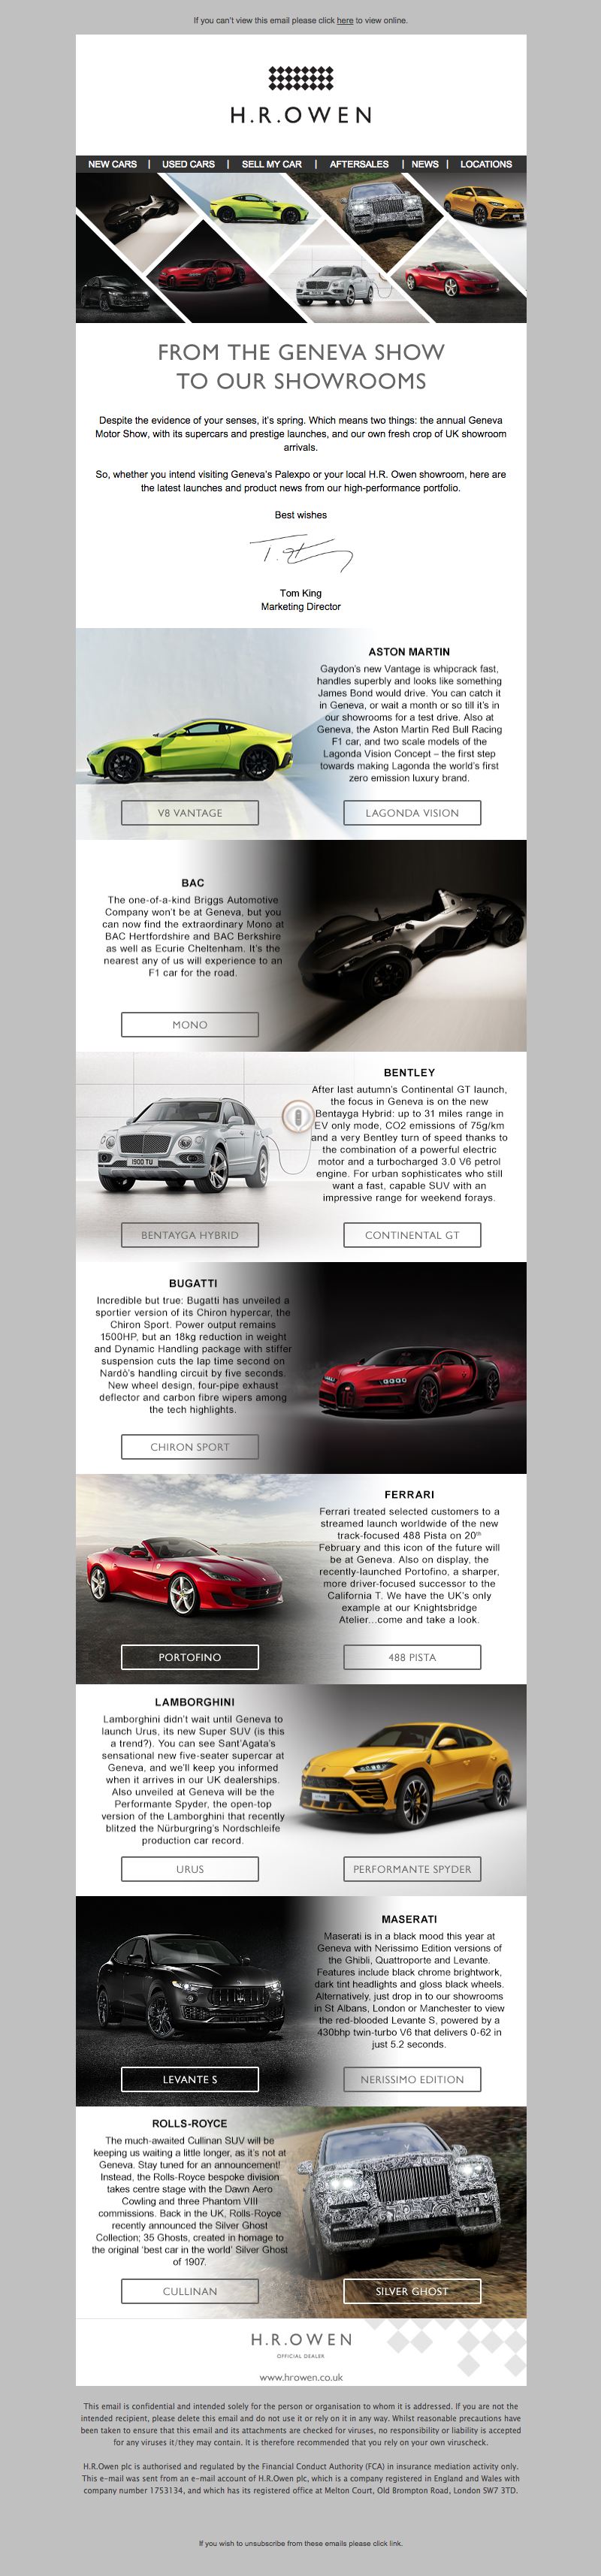 If you can't view this email please click here to view online.
H.R.OWEN
NEW CARS | USED CARS | SELL MY CAR | AFTERSALES | NEWS | LOCATIONS
FROM THE GENEVA SHOW
TO OUR SHOWROOMS
Despite the evidence of your senses, it's spring. Which means two things: the annual Geneva
Motor Show, with its supercars and prestige launches, and our own fresh crop of UK showroom
arrivals.
So, whether you intend visiting Geneva's Palexpo or your local H.R. Owen showroom, here are
the latest launches and product news from our high-performance portfolio.
Best wishes
Tom King
Marketing Director
ASTON MARTIN
Gaydon's new Vantage is whipcrack fast,
handles superbly and looks like something
James Bond would drive. You can catch it
in Geneva, or wait a month or so till it's in
our showrooms for a test drive. Also at
Geneva, the Aston Martin Red Bull Racing
F1 car, and two scale models of the
Lagonda Vision Concept – the first step
towards making Lagonda the world's first
zero emission luxury brand.
V8 VANTAGE
LAGONDA VISION
BAC
The one-of-a-kind Briggs Automotive
Company won't be at Geneva, but you
can now find the extraordinary Mono at
BAC Hertfordshire and BAC Berkshire
as well as Ecurie Cheltenham. It's the
nearest any of us will experience to an
F1 car for the road.
MONO
BENTLEY
After last autumn's Continental GT launch,
the focus in Geneva is on the new
Bentayga Hybrid: up to 31 miles range in
EV only mode, CO2 emissions of 75g/km
and a very Bentley turn of speed thanks to
the combination of a powerful electric
motor and a turbocharged 3.0 V6 petrol
engine. For urban sophisticates who still
want a fast, capable SUV with an
impressive range for weekend forays.
1900 TU
BENTAYGA HYBRID
CONTINENTAL GT
BUGATTI
Incredible but true: Bugatti has unveiled a
sportier version of its Chiron hypercar, the
Chiron Sport. Power output remains
1500HP, but an 18kg reduction in weight
and Dynamic Handling package with stiffer
suspension cuts the lap time second on
Nardò's handling circuit by five seconds.
New wheel design, four-pipe exhaust
deflector and carbon fibre wipers among
the tech highlights.
CHIRON SPORT
FERRARI
Ferrari treated selected customers to a
streamed launch worldwide of the new
track-focused 488 Pista on 20th
February and this icon of the future will
be at Geneva. Also on display, the
recently-launched Portofino, a sharper,
more driver-focused successor to the
California T. We have the UK's only
example at our Knightsbridge
Atelier...come and take a look.
PORTOFINO
488 PISTA
LAMBORGHINI
Lamborghini didn't wait until Geneva to
launch Urus, its new Super SUV (is this
a trend?). You can see Sant'Agata's
sensational new five-seater supercar at
Geneva, and we'll keep you informed
when it arrives in our UK dealerships.
Also unveiled at Geneva will be the
Performante Spyder, the open-top
version of the Lamborghini that recently
blitzed the Nürburgring's Nordschleife
production car record.
URUS
PERFORMANTE SPYDER
MASERATI
Maserati is in a black mood this year at
Geneva with Nerissimo Edition versions of
the Ghibli, Quattroporte and Levante.
Features include black chrome brightwork,
dark tint headlights and gloss black wheels.
Alternatively, just drop in to our showrooms
in St Albans, London or Manchester to view
the red-blooded Levante S, powered by a
430bhp twin-turbo V6 that delivers 0-62 in
just 5.2 seconds.
LEVANTE S
NERISSIMO EDITION
ROLLS-ROYCE
The much-awaited Cullinan SUV will be
keeping us waiting a little longer, as it's not at
Geneva. Stay tuned for an announcement!
Instead, the Rolls-Royce bespoke division
takes centre stage with the Dawn Aero
Cowling and three Phantom VIII
commissions. Back in the UK, Rolls-Royce
recently announced the Silver Ghost
Collection; 35 Ghosts, created in homage to
the original 'best car in the world' Silver Ghost
of 1907.
CULLINAN
SILVER GHOST
H.R.OWEN
OFFICIAL DEALER
www.hrowen.co.uk
This email is confidential and intended solely for the person or organisation to whom it is addressed. If you are not the
intended recipient, please delete this email and do not use it or rely on it in any way. Whilst reasonable precautions have
been taken to ensure that this email and its attachments are checked for viruses, no responsibility or liability is accepted
for any viruses it/they may contain. It is therefore recommended that you rely on your own viruscheck.
H.R.Owen plc is authorised and regulated by the Financial Conduct Authority (FCA) in insurance mediation activity only.
This e-mail was sent from an e-mail account of H.R.Owen plc, which is a company registered in England and Wales with
company number 1753134, and which has its registered office at Melton Court, Old Brompton Road, London SW7 3TD.
If you wish to unsubscribe from these emails please click link.